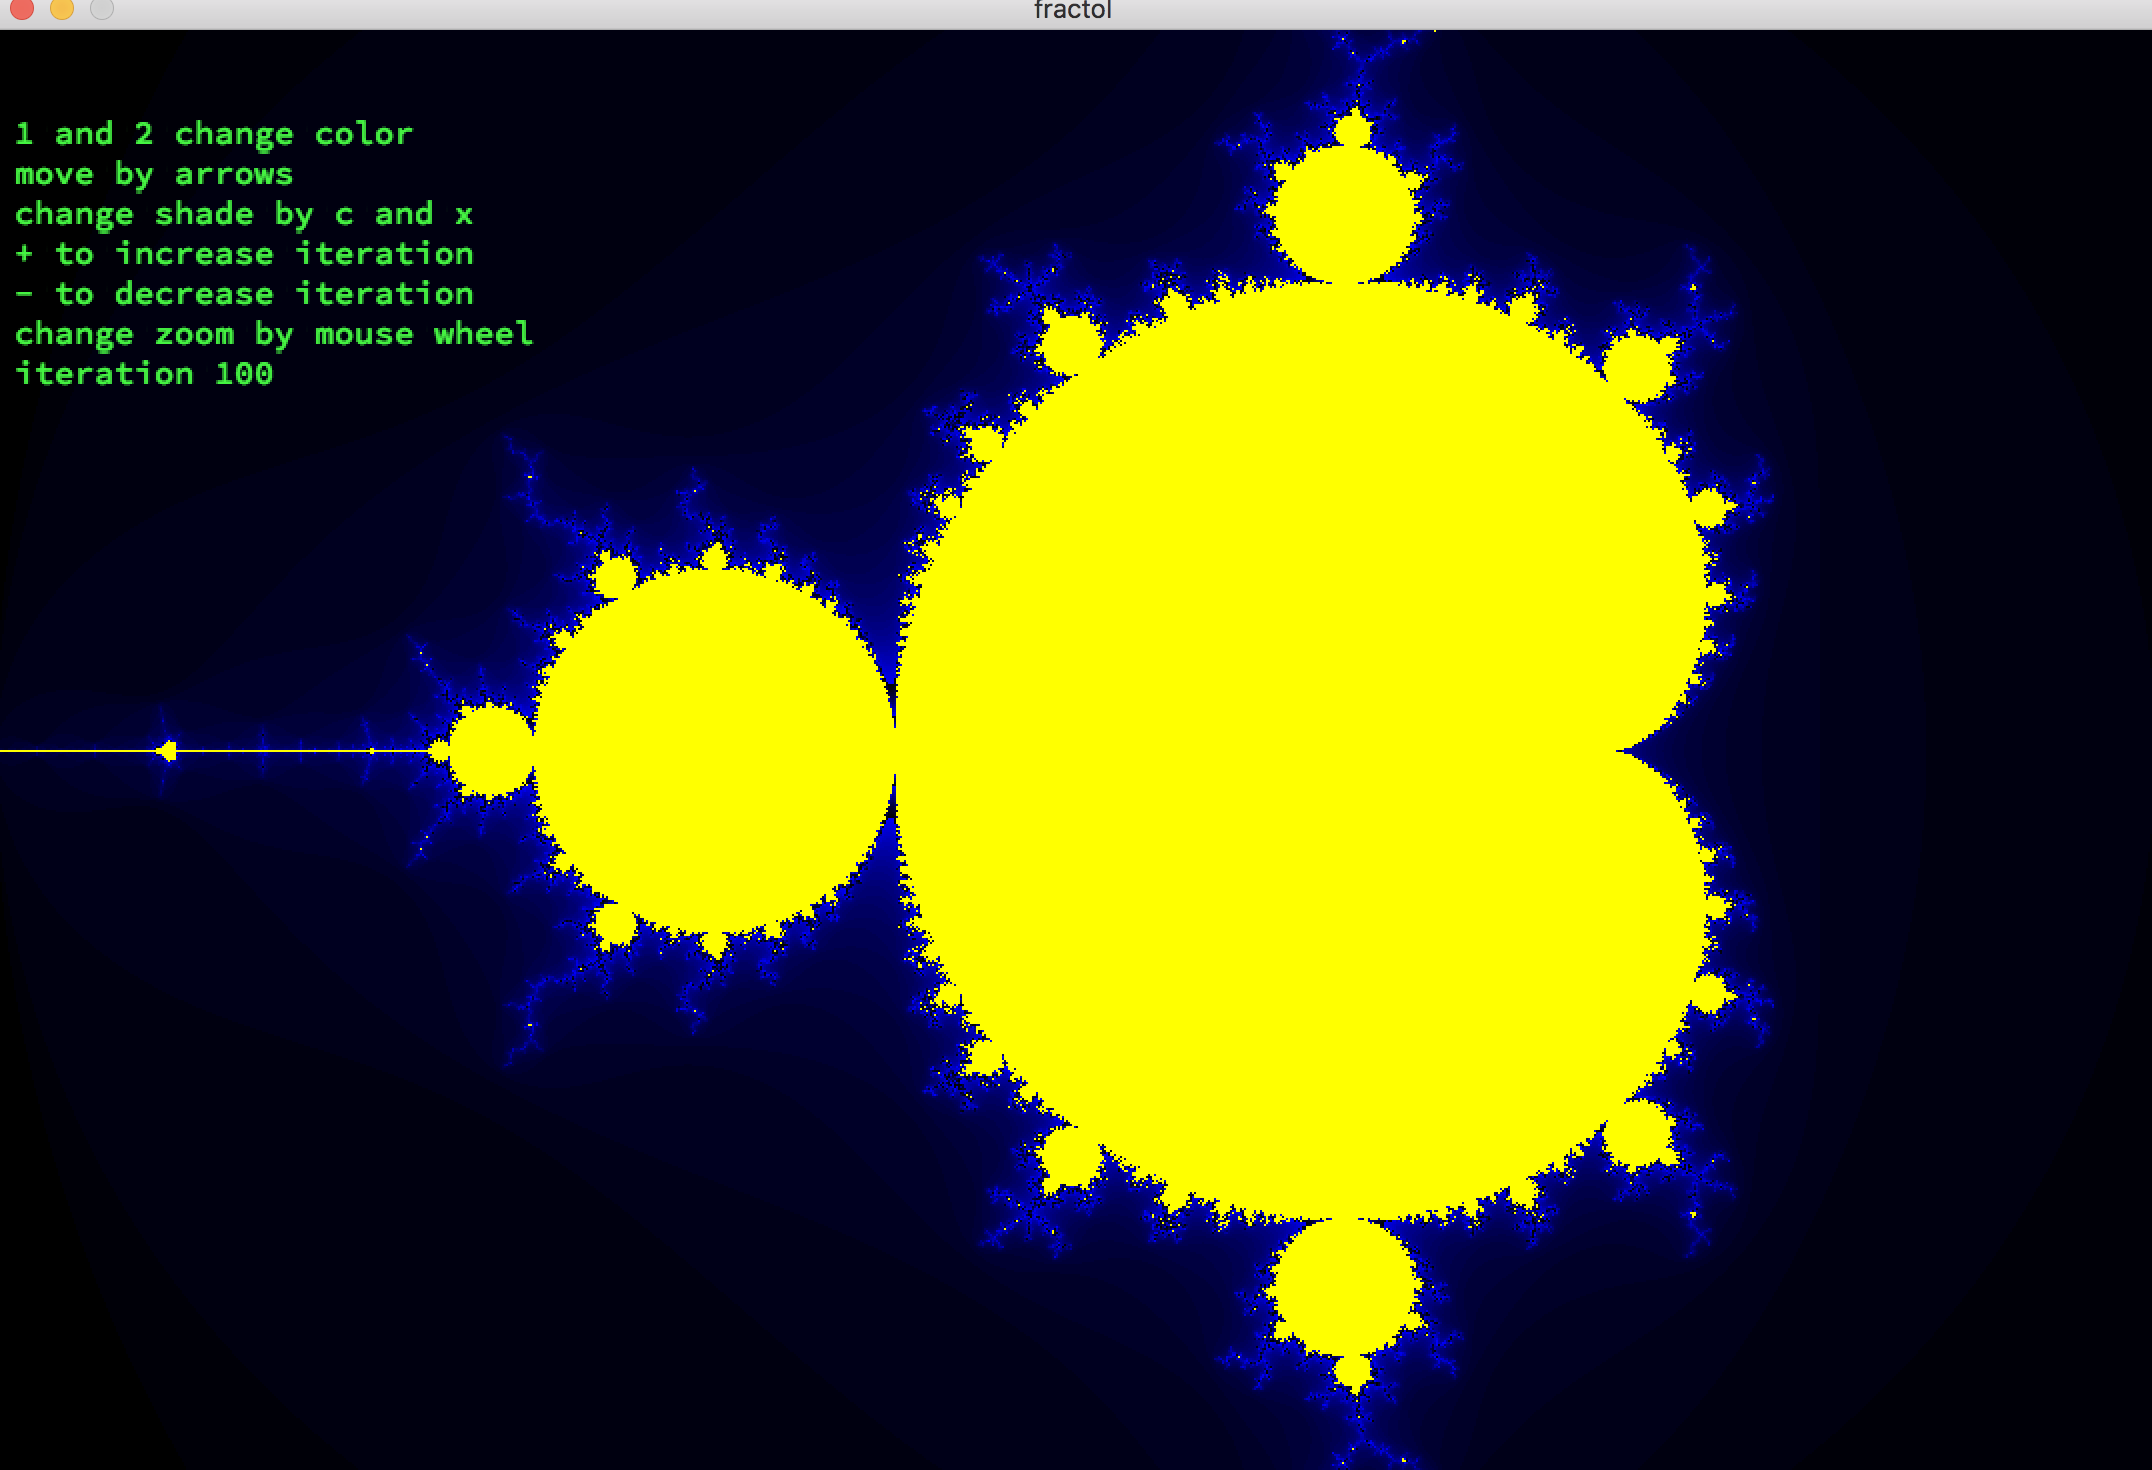 fractol
1 and 2 change color
move by arrows
change shade by c and x
+ to increase iteration
- to decrease iteration
change zoom by mouse wheel
iteration 100